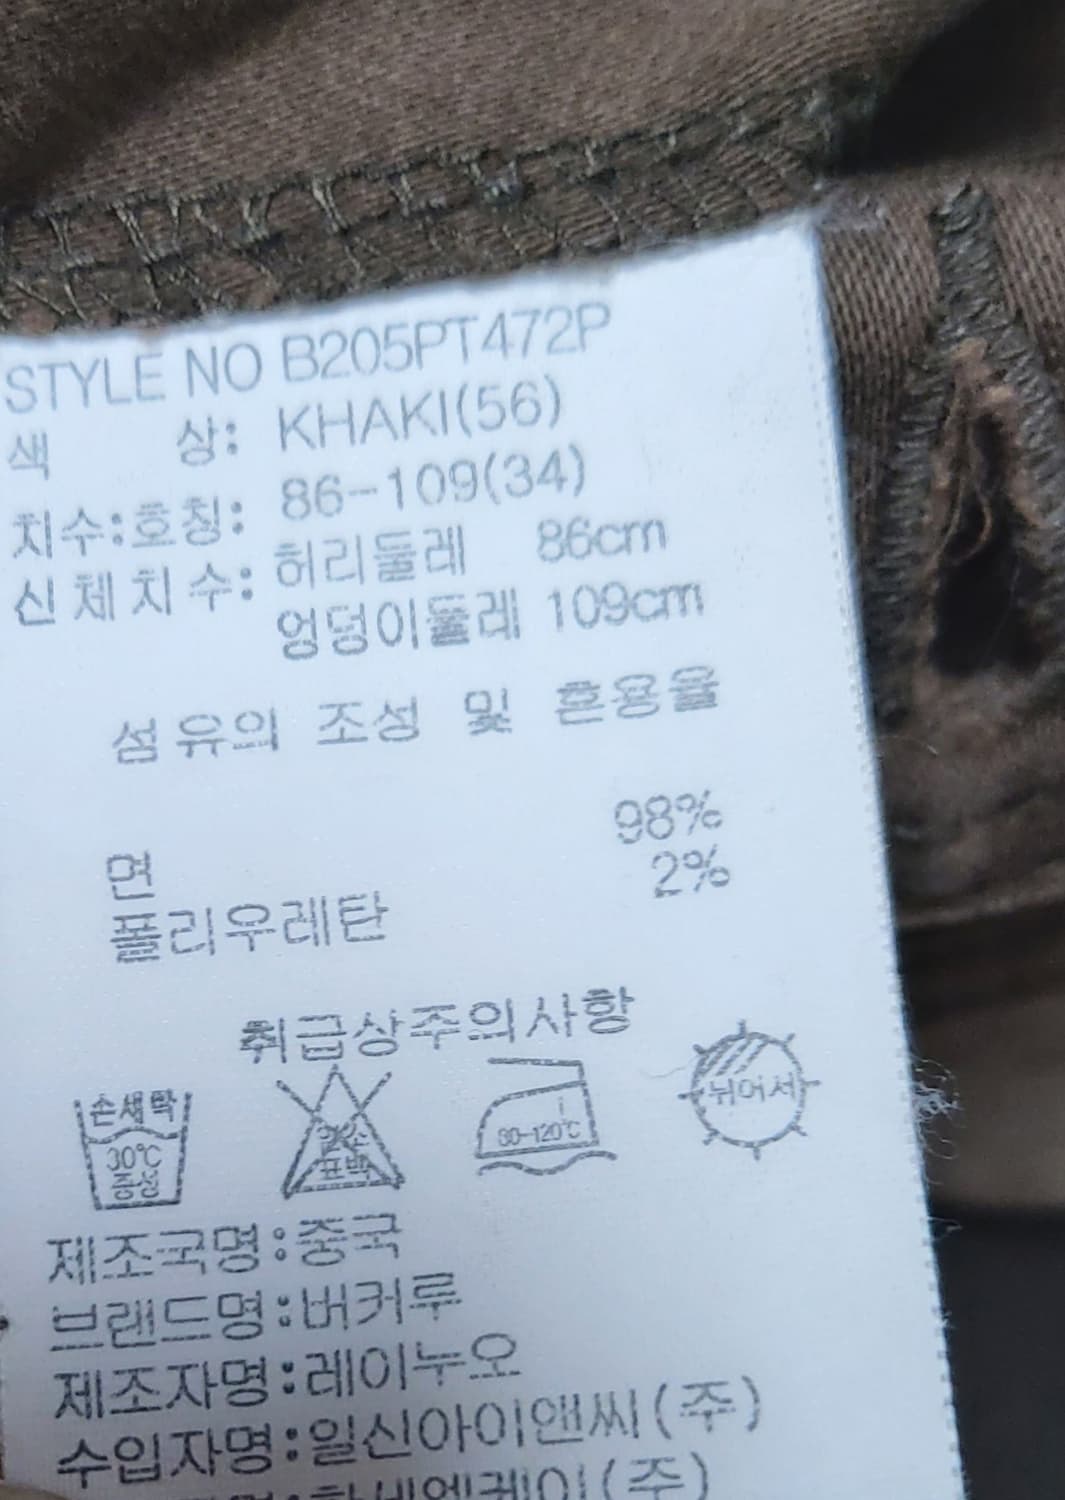 STYLE NO B205PT472P
색 상: KHAKI(56)
치수:호칭: 86-109(34)
신체치수: 허리둘레 86cm
엉덩이둘레 109cm
섬유의 조성 및 혼용율
면 98%
폴리우레탄 2%
취급상주의사항
손세탁
30℃
중성
염소
표백
80-120℃
뉘어서
제조국명:중국
브랜드명:버커루
제조자명:레이누오
수입자명:일신아이앤씨(주)
(주)